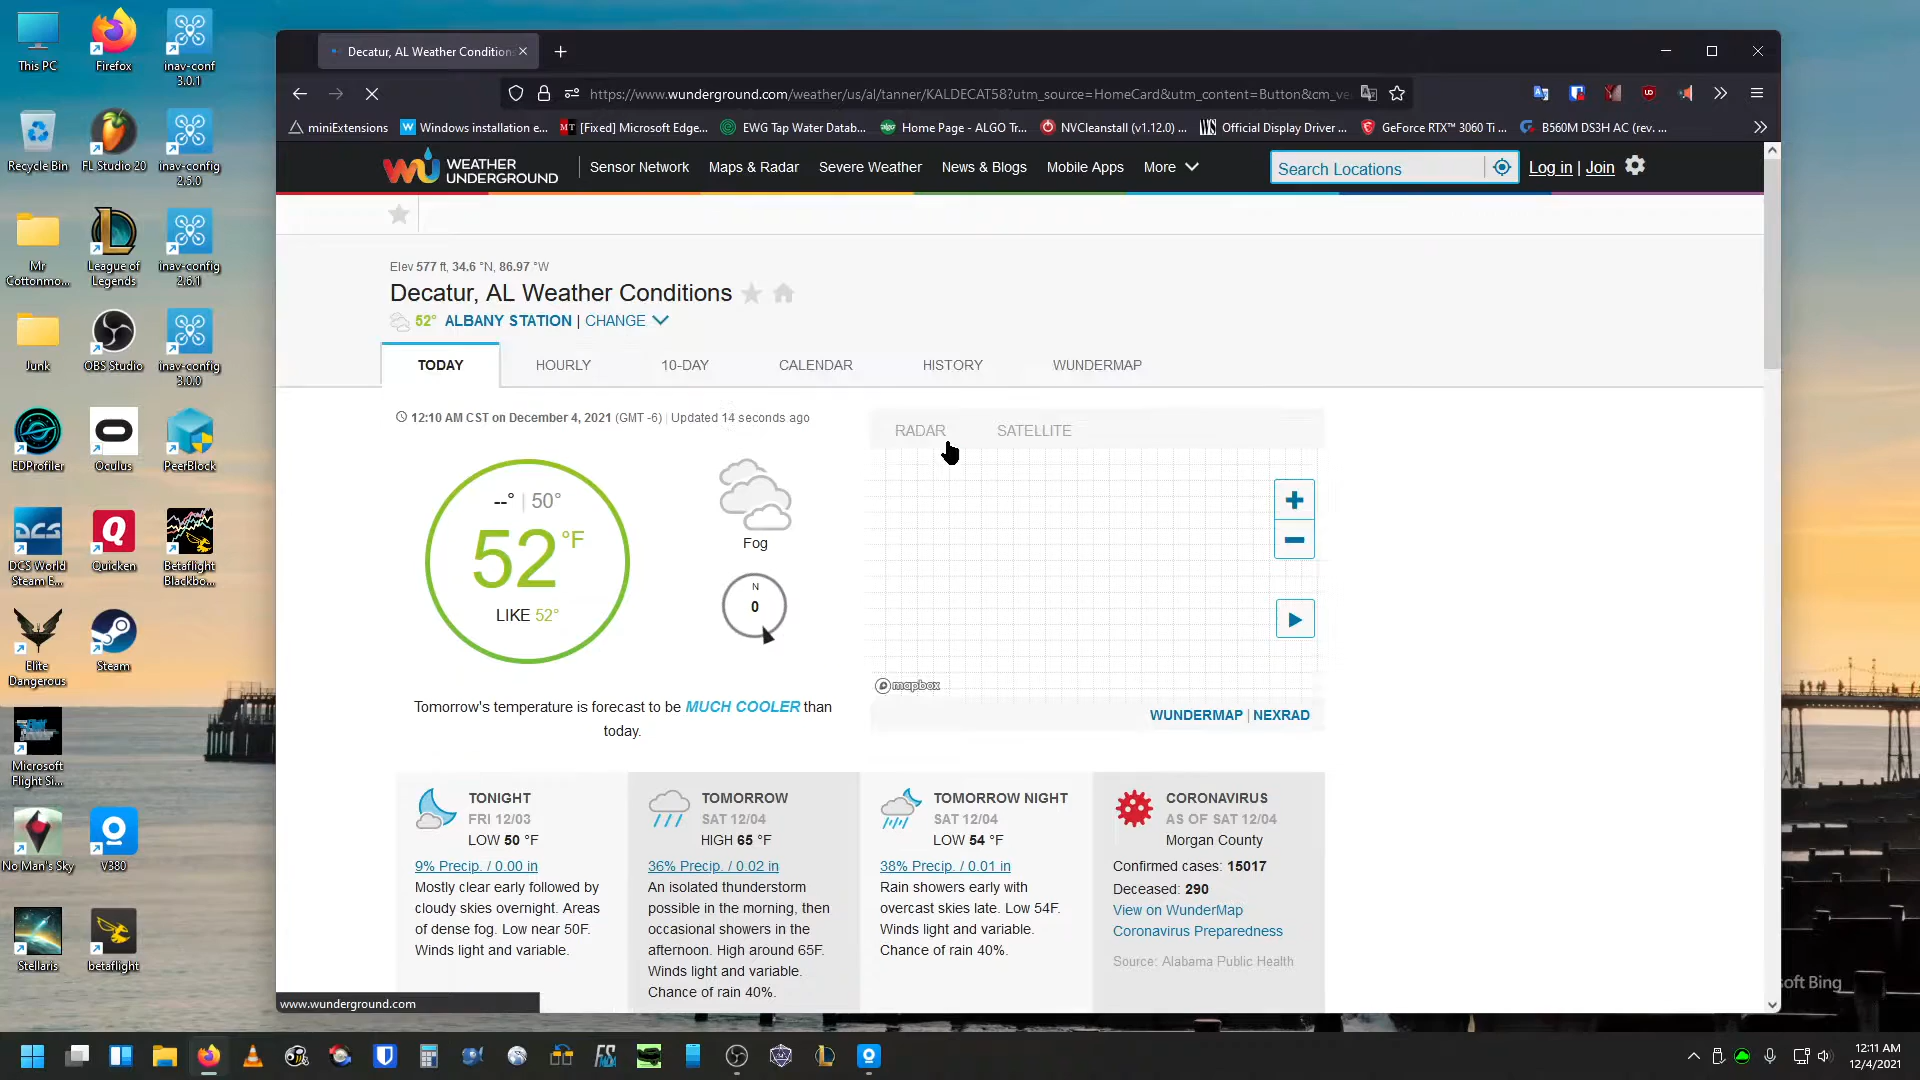 This PC
Firefox
inav-conf
3.0.1
Recycle Bin
FL Studio 20
inav-config
2.5.0
Mr
Cottonmo...
League of
Legends
inav-config
2.6.1
Junk
OBS Studio
inav-config
3.0.0
EDProfiler
Oculus
PeerBlock
DCS World
Steam E...
Quicken
Betaflight
Blackbo...
Elite
Dangerous
Steam
Microsoft
Flight Si...
No Man's Sky
V380
Stellaris
betaflight
Decatur, AL Weather Condition
https://www.wunderground.com/weather/us/al/tanner/KALDECAT58?utm_source=HomeCard&utm_content=Button&cm_ve
miniExtensions
Windows installation e...
[Fixed] Microsoft Edge...
EWG Tap Water Datab...
Home Page - ALGO Tr...
NVCleanstall (v1.12.0) ...
Official Display Driver ...
GeForce RTX™ 3060 Ti ...
B560M DS3H AC (rev. ...
WEATHER
UNDERGROUND
Sensor Network
Maps & Radar
Severe Weather
News & Blogs
Mobile Apps
More
Search Locations
Log in | Join
Elev 577 ft, 34.6 °N, 86.97 °W
Decatur, AL Weather Conditions
52° ALBANY STATION | CHANGE
TODAY
HOURLY
10-DAY
CALENDAR
HISTORY
WUNDERMAP
12:10 AM CST on December 4, 2021 (GMT -6) | Updated 14 seconds ago
--° | 50°
52 °F
LIKE 52°
Fog
N
0
RADAR
SATELLITE
mapbox
WUNDERMAP | NEXRAD
Tomorrow's temperature is forecast to be MUCH COOLER than
today.
TONIGHT
FRI 12/03
LOW 50 °F
9% Precip. / 0.00 in
Mostly clear early followed by
cloudy skies overnight. Areas
of dense fog. Low near 50F.
Winds light and variable.
TOMORROW
SAT 12/04
HIGH 65 °F
36% Precip. / 0.02 in
An isolated thunderstorm
possible in the morning, then
occasional showers in the
afternoon. High around 65F.
Winds light and variable.
Chance of rain 40%.
TOMORROW NIGHT
SAT 12/04
LOW 54 °F
38% Precip. / 0.01 in
Rain showers early with
overcast skies late. Low 54F.
Winds light and variable.
Chance of rain 40%.
CORONAVIRUS
AS OF SAT 12/04
Morgan County
Confirmed cases: 15017
Deceased: 290
View on WunderMap
Coronavirus Preparedness
Source: Alabama Public Health
www.wunderground.com
soft Bing
12:11 AM
12/4/2021